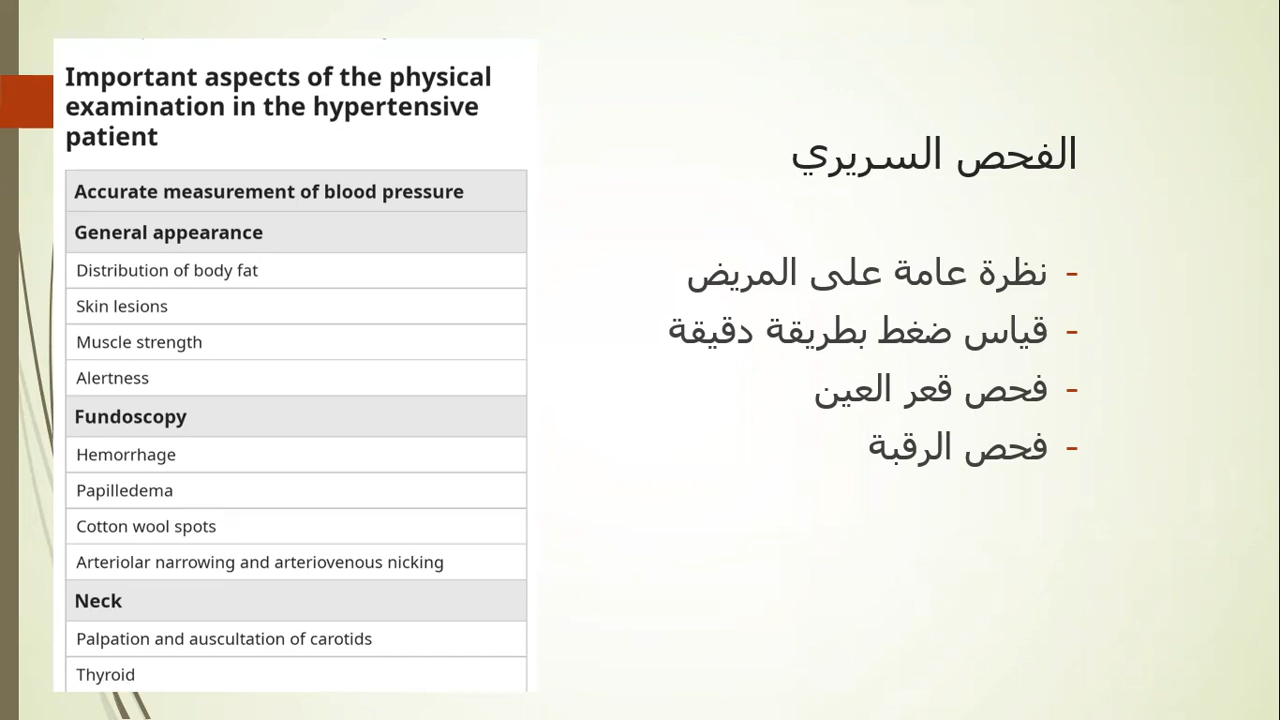 Important aspects of the physical
examination in the hypertensive
patient
Accurate measurement of blood pressure
General appearance
Distribution of body fat
Skin lesions
Muscle strength
Alertness
Fundoscopy
Hemorrhage
Papilledema
Cotton wool spots
Arteriolar narrowing and arteriovenous nicking
Neck
Palpation and auscultation of carotids
Thyroid
الفحص السريري
- نظرة عامة على المريض
- قياس ضغط بطريقة دقيقة
- فحص قعر العين
- فحص الرقبة